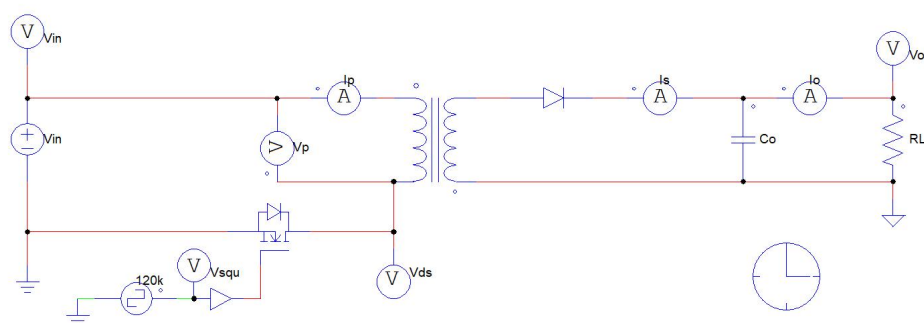 V Vin
V Vo
Ip
A
Is
A
Io
A
Vin
V Vp
Co
RL
V Vsqu
V Vds
120k